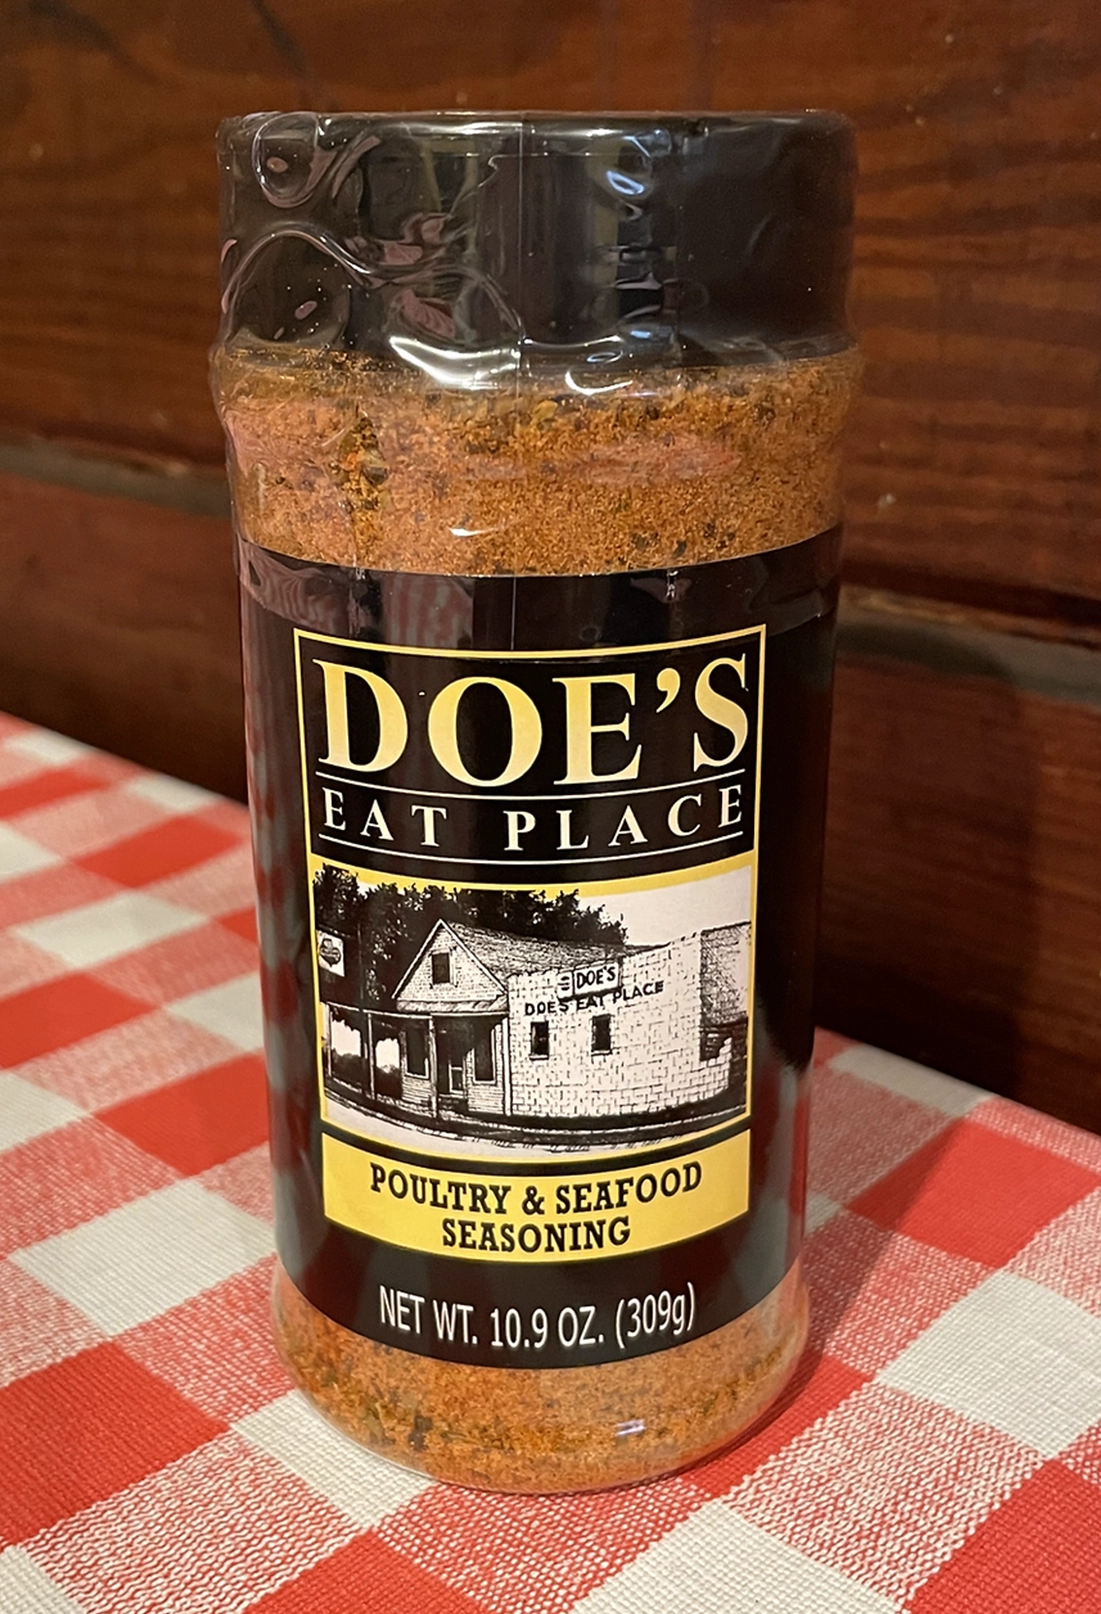 DOE'S
EAT PLACE
DOE'S
DOE'S EAT PLACE
POULTRY & SEAFOOD
SEASONING
NET WT. 10.9 OZ. (309g)